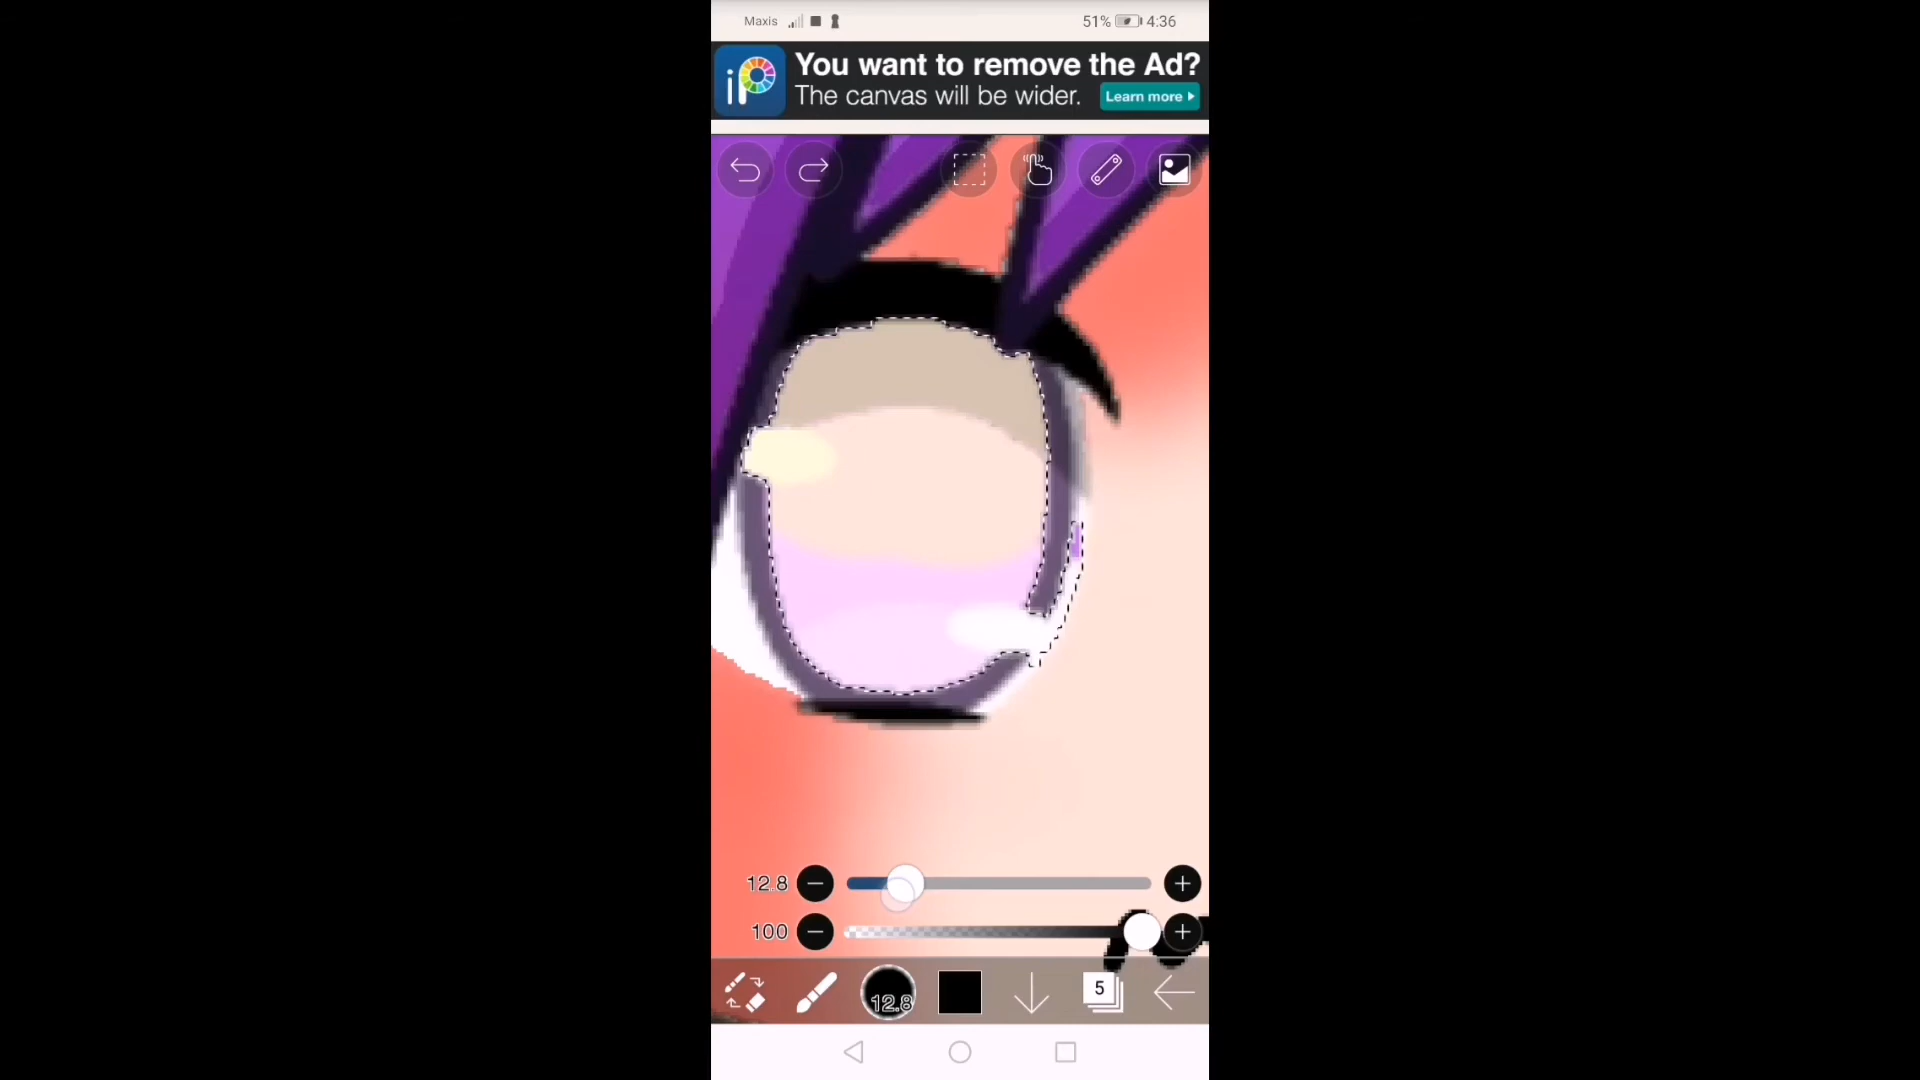 Maxis
51% 4:36
iP
You want to remove the Ad?
The canvas will be wider.
Learn more
12.8
100
12.8
5